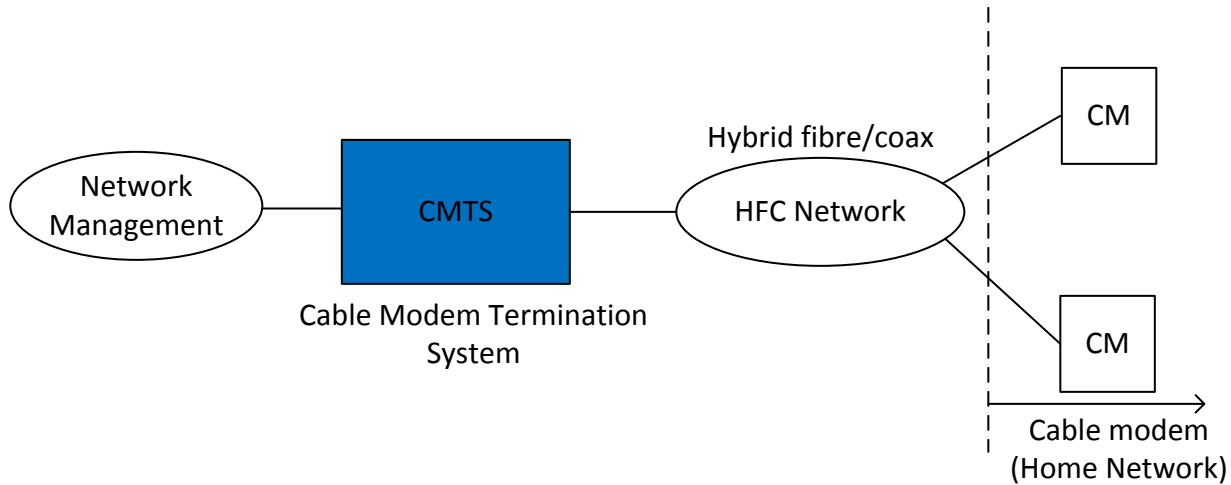 Network
Management
CMTS
Cable Modem Termination
System
Hybrid fibre/coax
HFC Network
CM
CM
Cable modem
(Home Network)